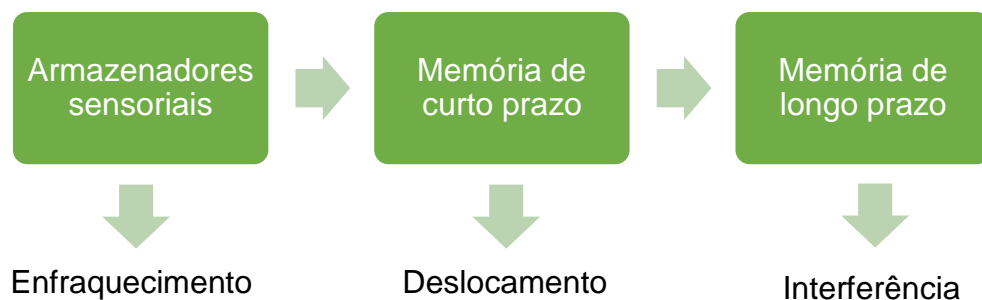 Armazenadores
sensoriais
Memória de
curto prazo
Memória de
longo prazo
Enfraquecimento
Deslocamento
Interferência